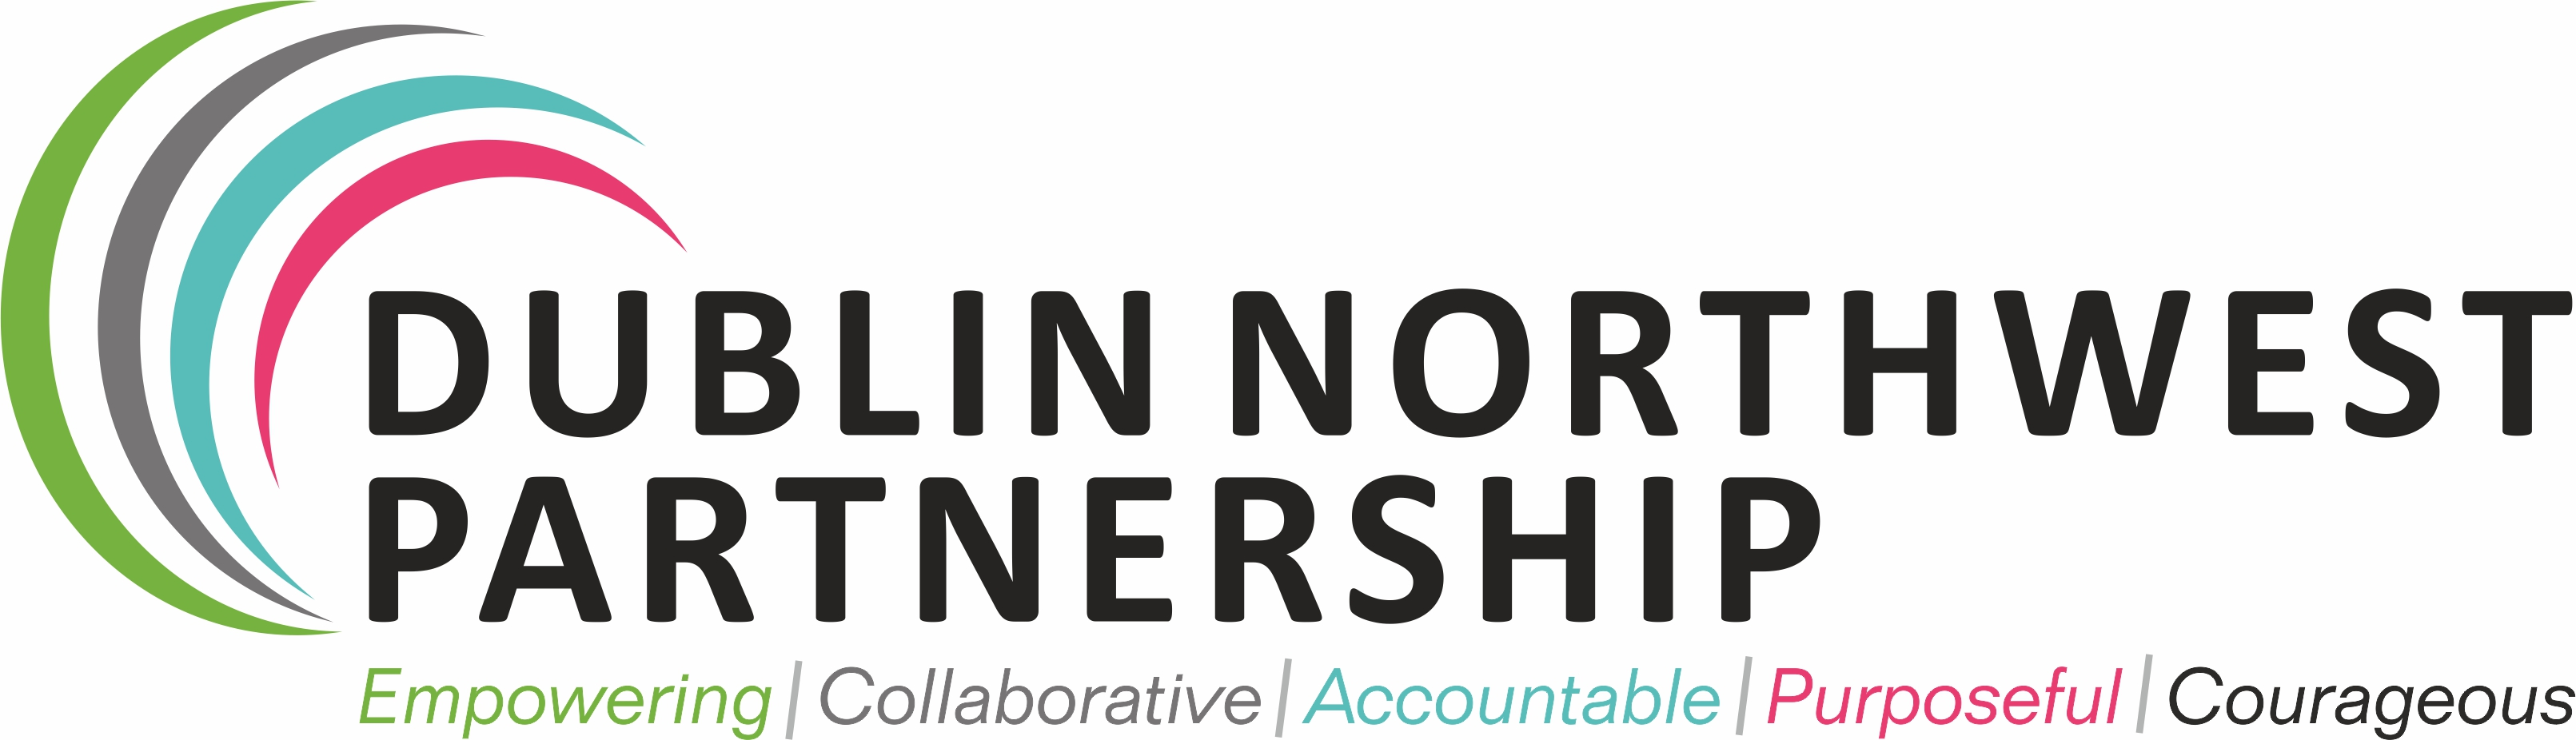 DUBLIN NORTHWEST
PARTNERSHIP
Empowering | Collaborative | Accountable | Purposeful | Courageous